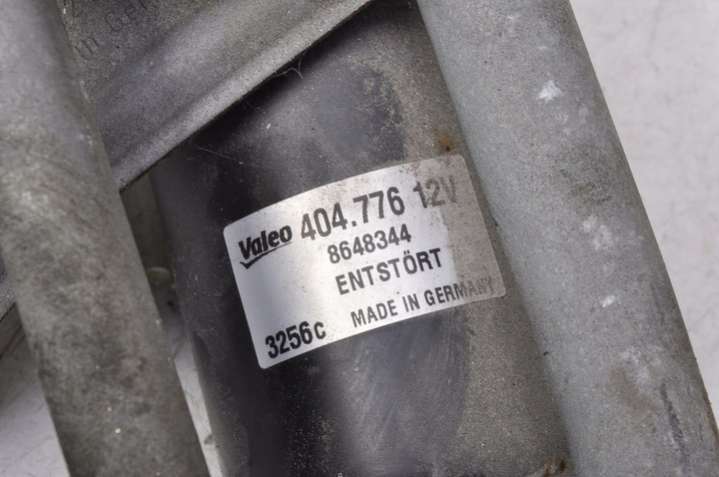 Valeo 404.776 12V
8648344
ENTSTÖRT
3256c MADE IN GERMANY